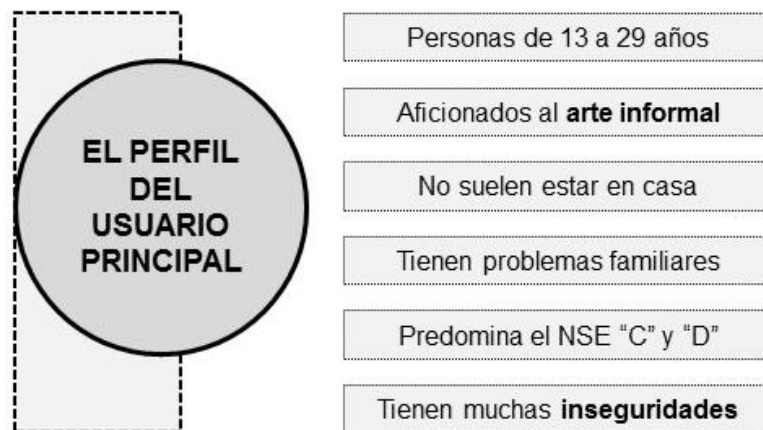 EL PERFIL
DEL
USUARIO
PRINCIPAL
Personas de 13 a 29 años
Aficionados al arte informal
No suelen estar en casa
Tienen problemas familiares
Predomina el NSE “C” y “D”
Tienen muchas inseguridades